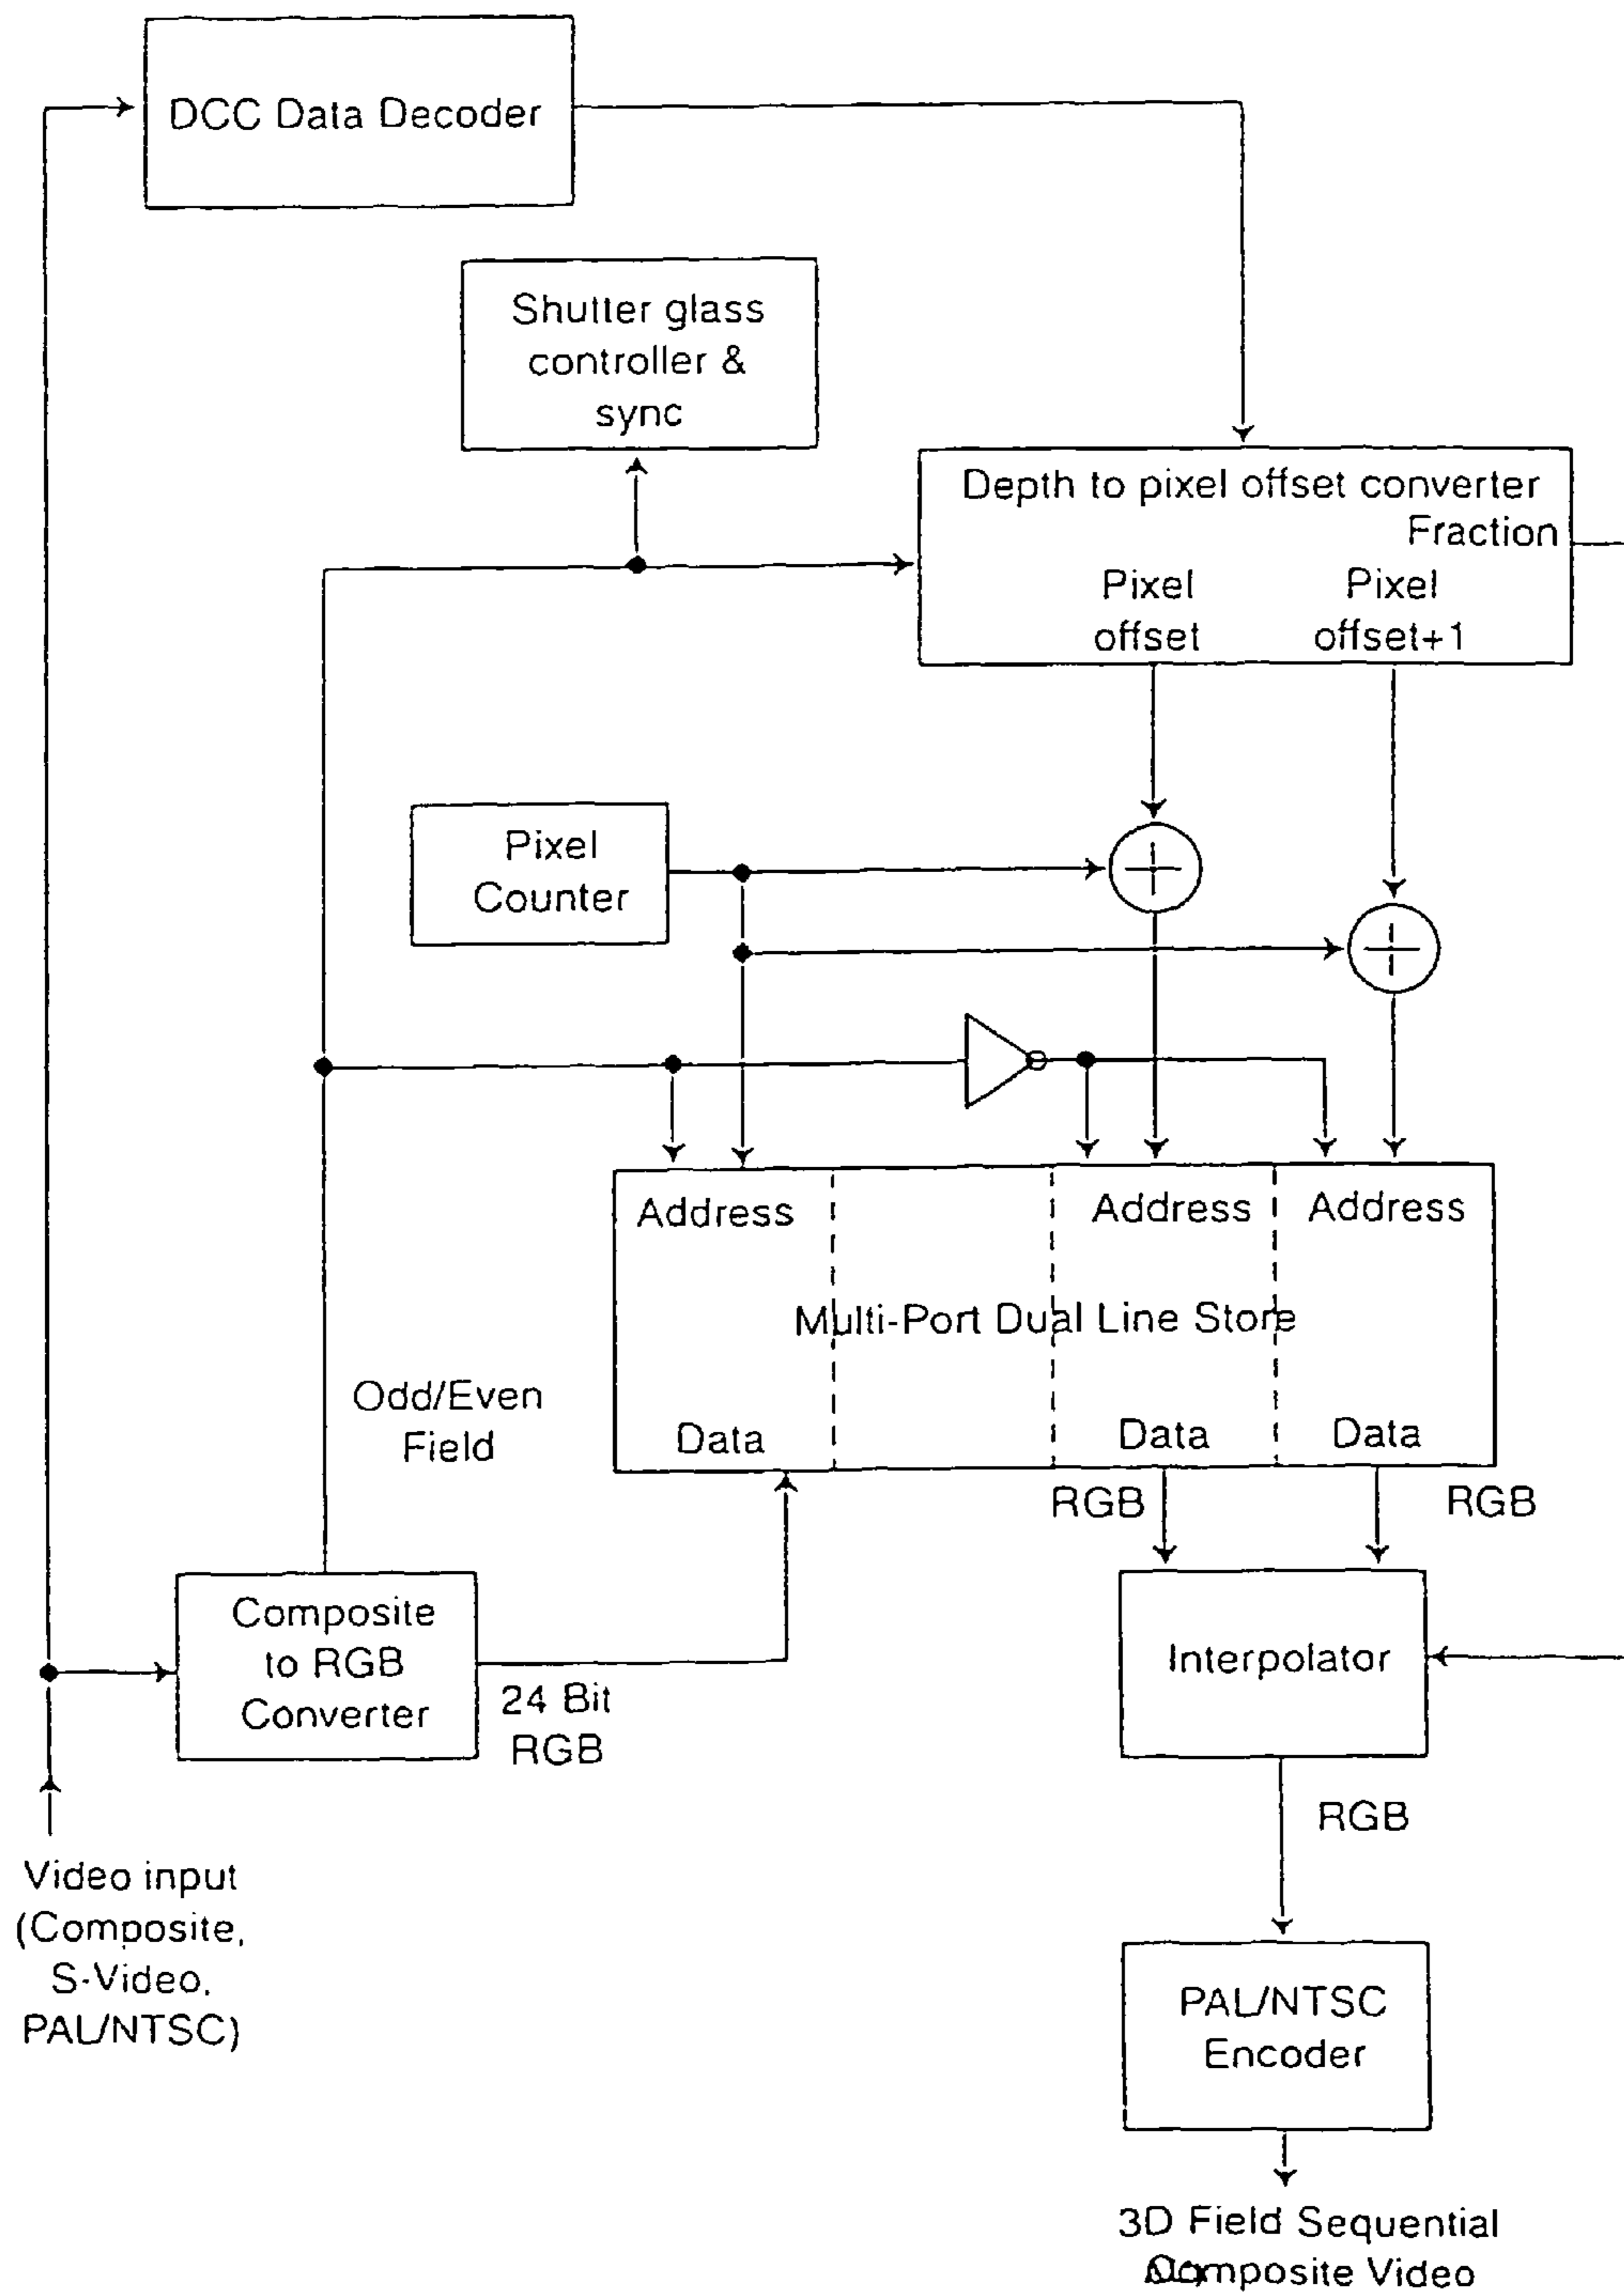 DCC Data Decoder
Shutter glass
controller &
sync
Depth to pixel offset converter
Fraction
Pixel
offset
Pixel
offset+1
Pixel
Counter
Address
Address
Address
Multi-Port Dual Line Store
Odd/Even
Field
Data
Data
Data
RGB
RGB
Composite
to RGB
Converter
24 Bit
RGB
Interpolator
RGB
Video input
(Composite,
S-Video,
PAL/NTSC)
PAL/NTSC
Encoder
3D Field Sequential
Composite Video